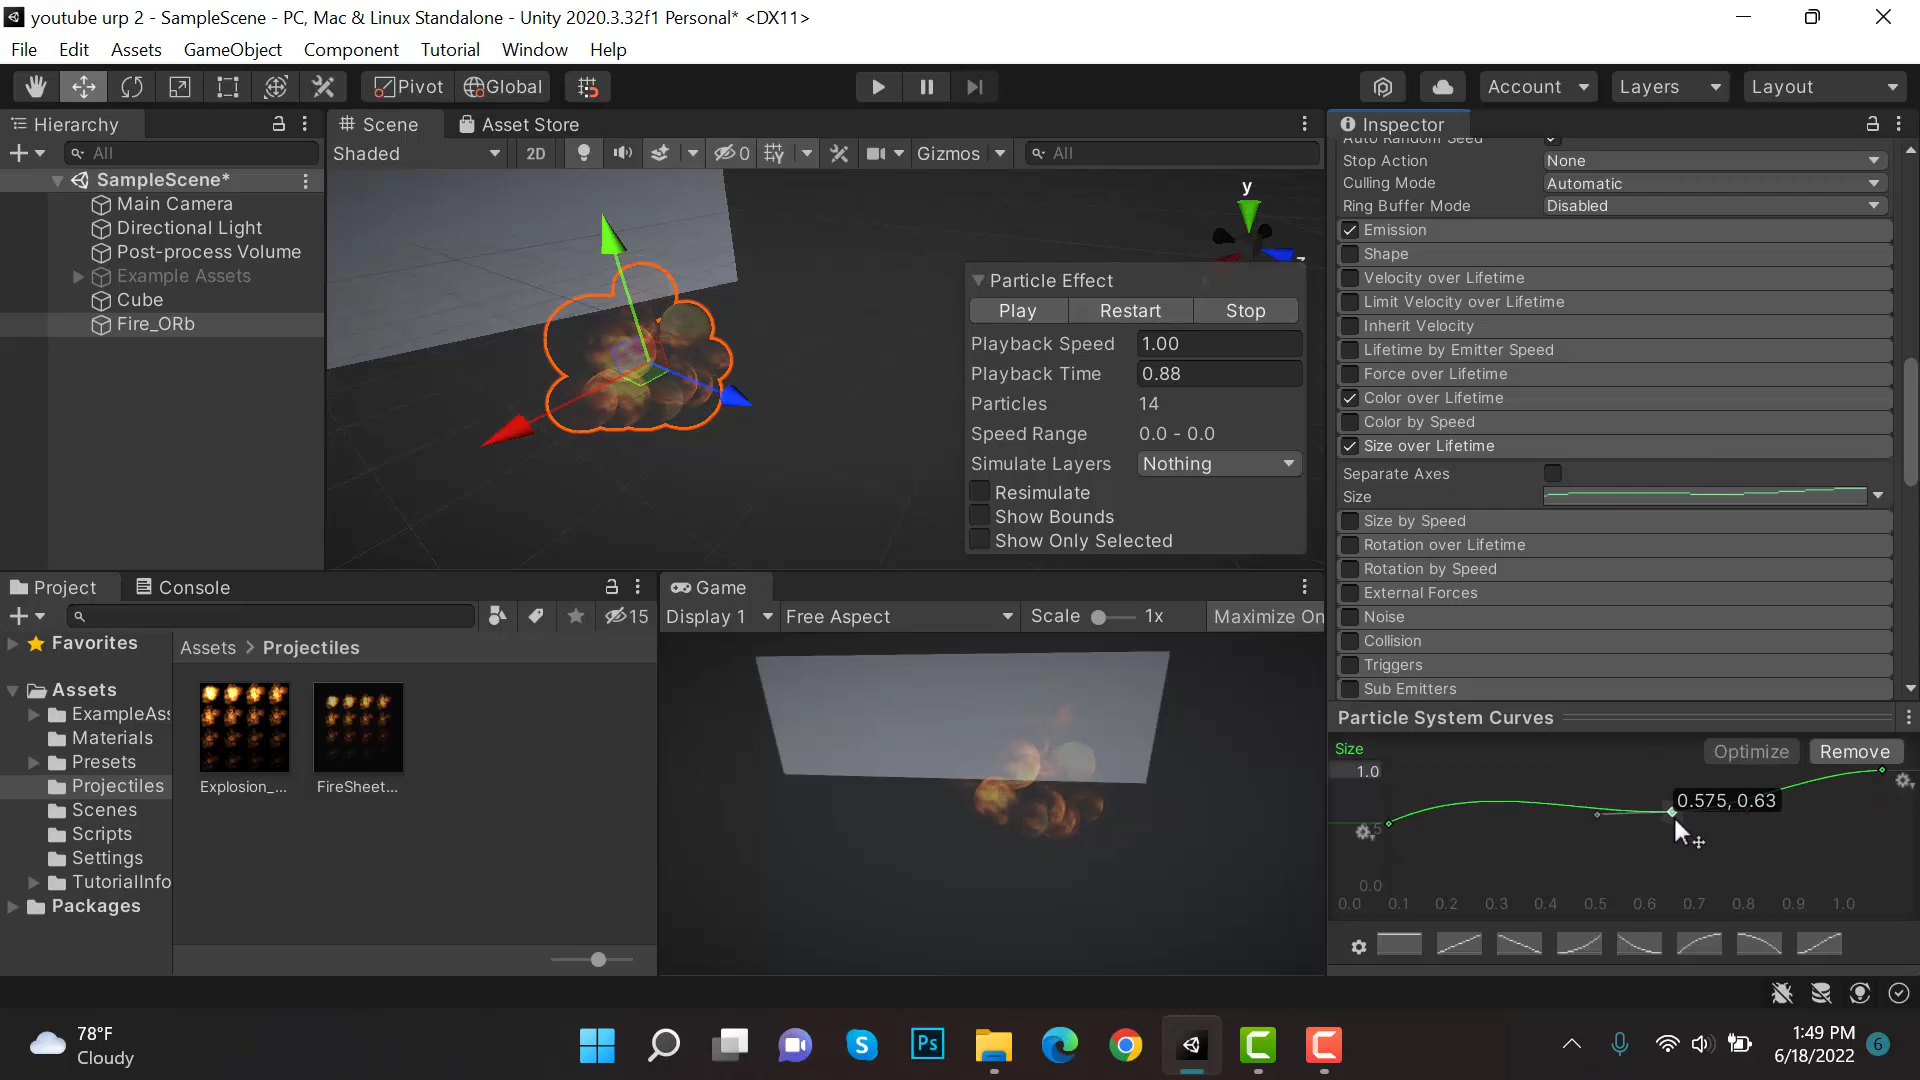 youtube urp 2 - SampleScene - PC, Mac & Linux Standalone - Unity 2020.3.32f1 Personal* <DX11>
File Edit Assets GameObject Component Tutorial Window Help
Pivot Global Account Layers Layout
Hierarchy
All
SampleScene*
Main Camera
Directional Light
Post-process Volume
Example Assets
Cube
Fire_ORb
Scene Asset Store
Shaded 2D 0 Gizmos All
y
z
Particle Effect
Play Restart Stop
Playback Speed 1.00
Playback Time 0.88
Particles 14
Speed Range 0.0 - 0.0
Simulate Layers Nothing
Resimulate
Show Bounds
Show Only Selected
Inspector
Auto Random Seed
Stop Action None
Culling Mode Automatic
Ring Buffer Mode Disabled
Emission
Shape
Velocity over Lifetime
Limit Velocity over Lifetime
Inherit Velocity
Lifetime by Emitter Speed
Force over Lifetime
Color over Lifetime
Color by Speed
Size over Lifetime
Separate Axes
Size
Size by Speed
Rotation over Lifetime
Rotation by Speed
External Forces
Noise
Collision
Triggers
Sub Emitters
Particle System Curves
Size Optimize Remove
1.0
0.575, 0.63
5
0.0
0.0 0.1 0.2 0.3 0.4 0.5 0.6 0.7 0.8 0.9 1.0
Project Console
15
Favorites
Assets
ExampleAss
Materials
Presets
Projectiles
Scenes
Scripts
Settings
TutorialInfo
Packages
Assets > Projectiles
Explosion_...
FireSheet...
Game
Display 1 Free Aspect Scale 1x Maximize On
78°F
Cloudy
Ps
1:49 PM
6/18/2022
6